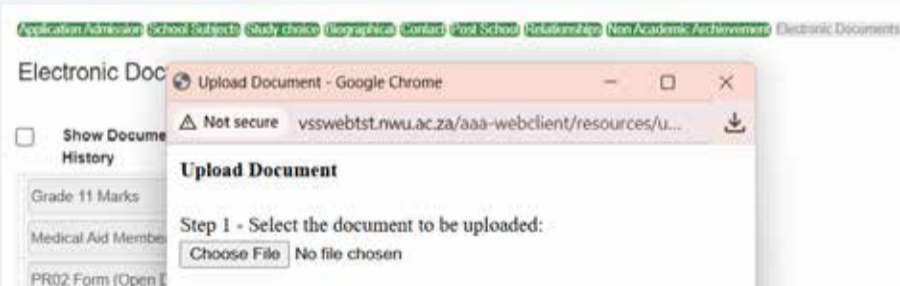 Application Admission School Subjects Study choice Biographical Contact Post School Relationships Non Academic Archievement Electronic Documents
Electronic Doc
Upload Document - Google Chrome
Not secure vsswebtst.nwu.ac.za/aaa-webclient/resources/u...
Show Docume
History
Upload Document
Grade 11 Marks
Step 1 - Select the document to be uploaded:
Medical Aid Membe
Choose File No file chosen
PR02 Form (Open D